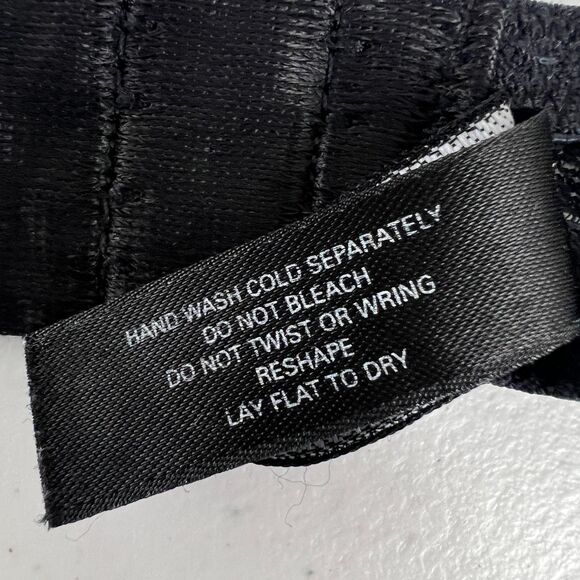 HAND WASH COLD SEPARATELY
DO NOT BLEACH
DO NOT TWIST OR WRING
RESHAPE
LAY FLAT TO DRY